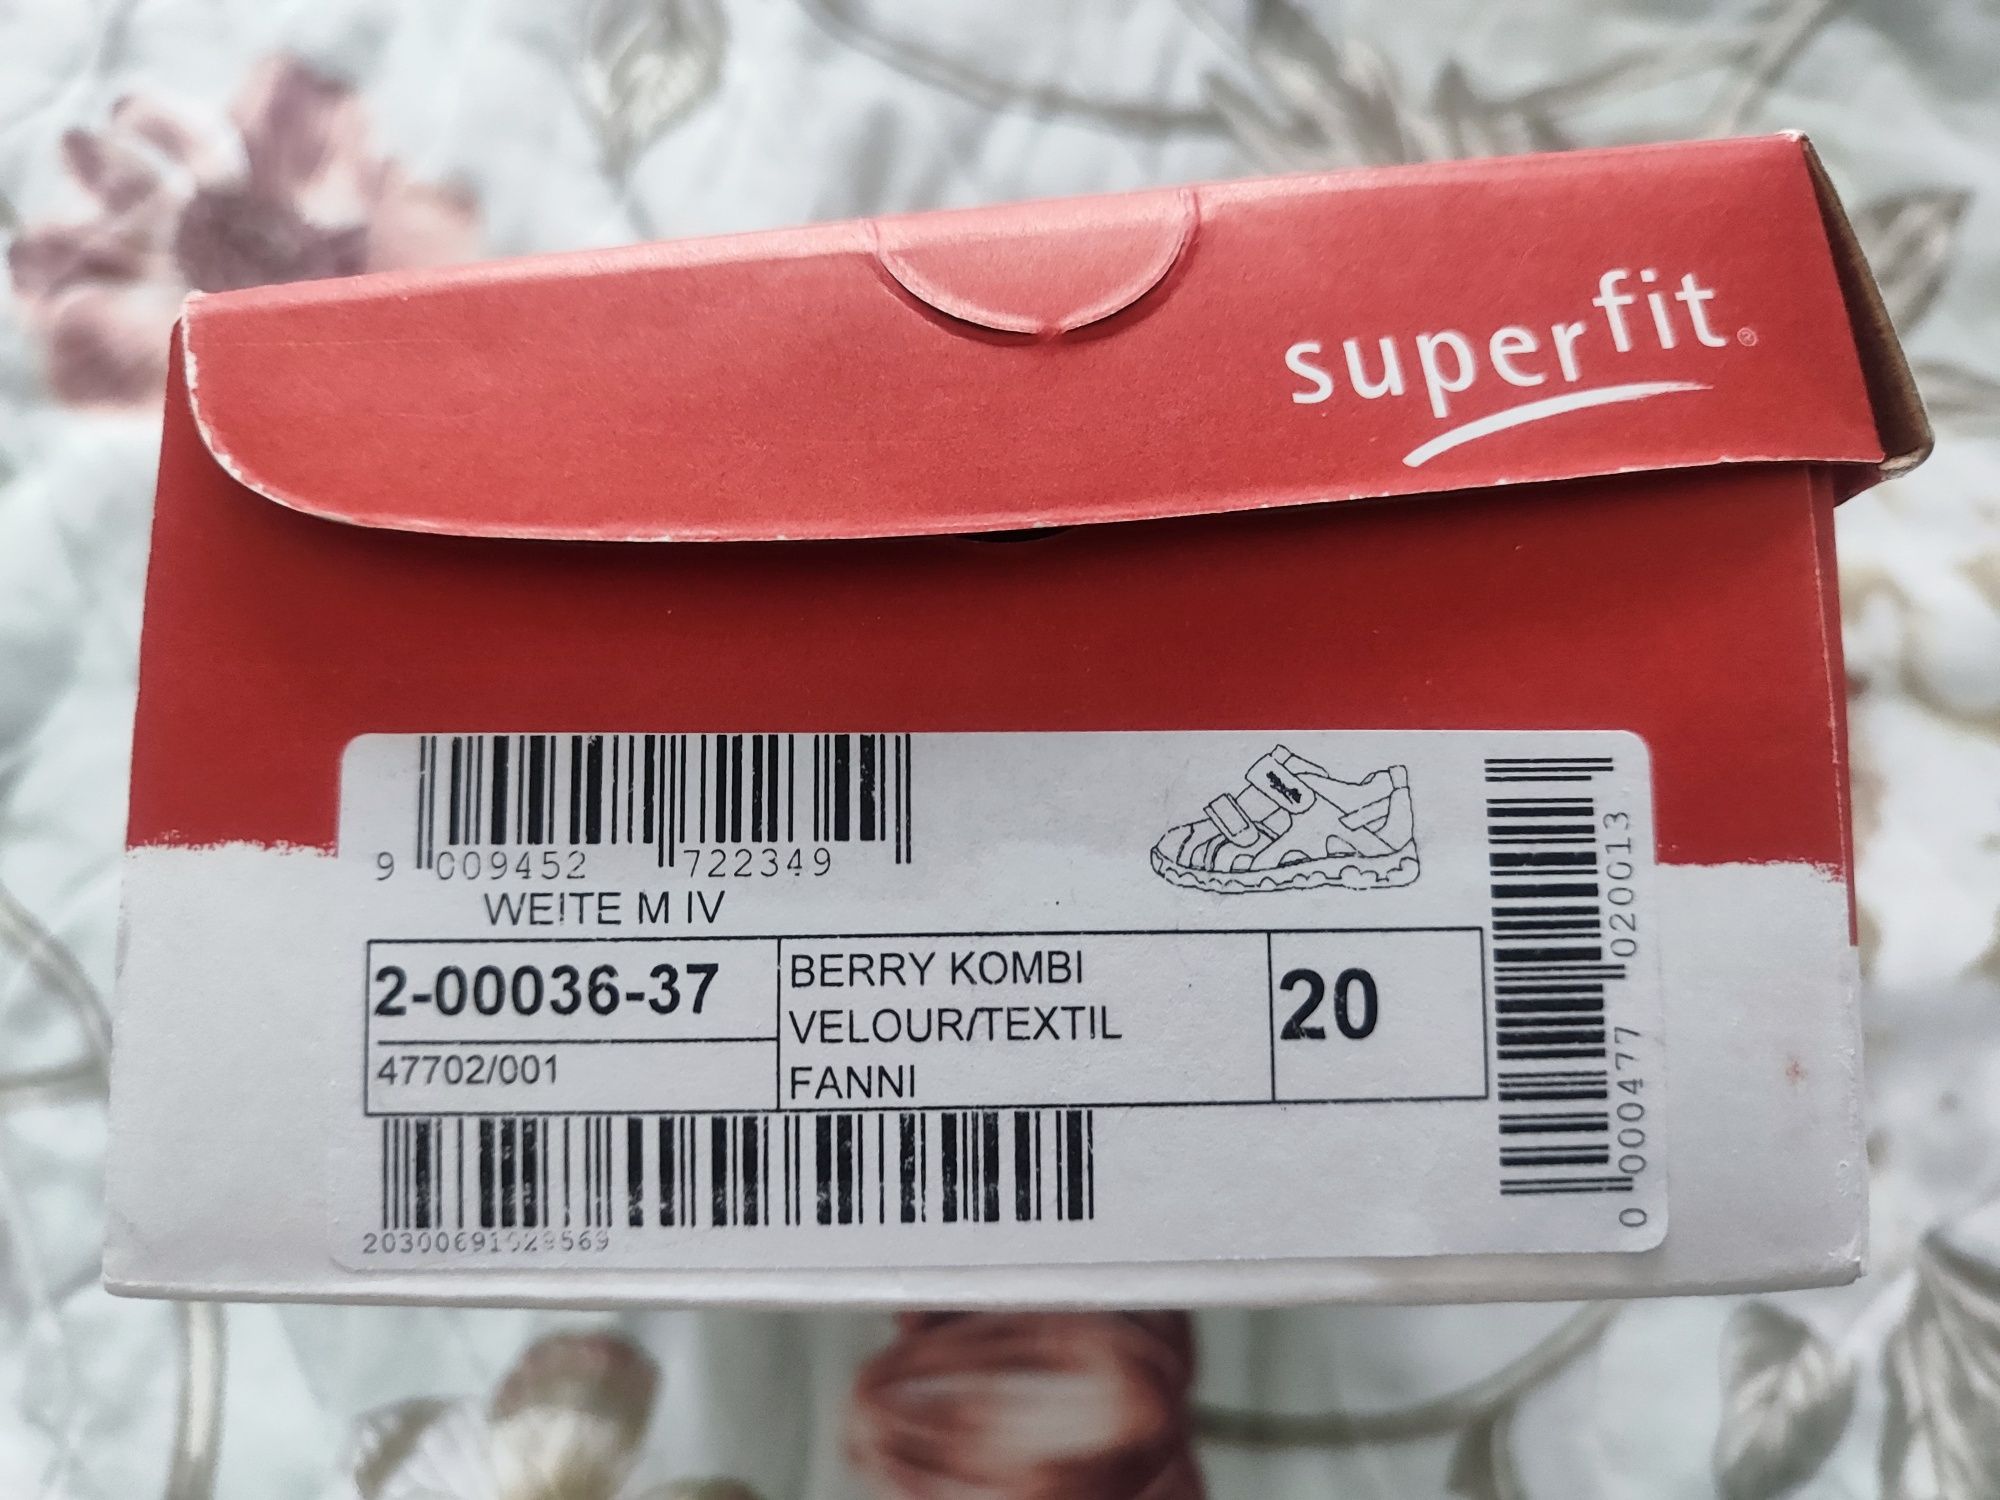 superfit®
9 009452 722349
WEITE M IV
2-00036-37
47702/001
BERRY KOMBI
VELOUR/TEXTIL
FANNI
20
0 000477 020013